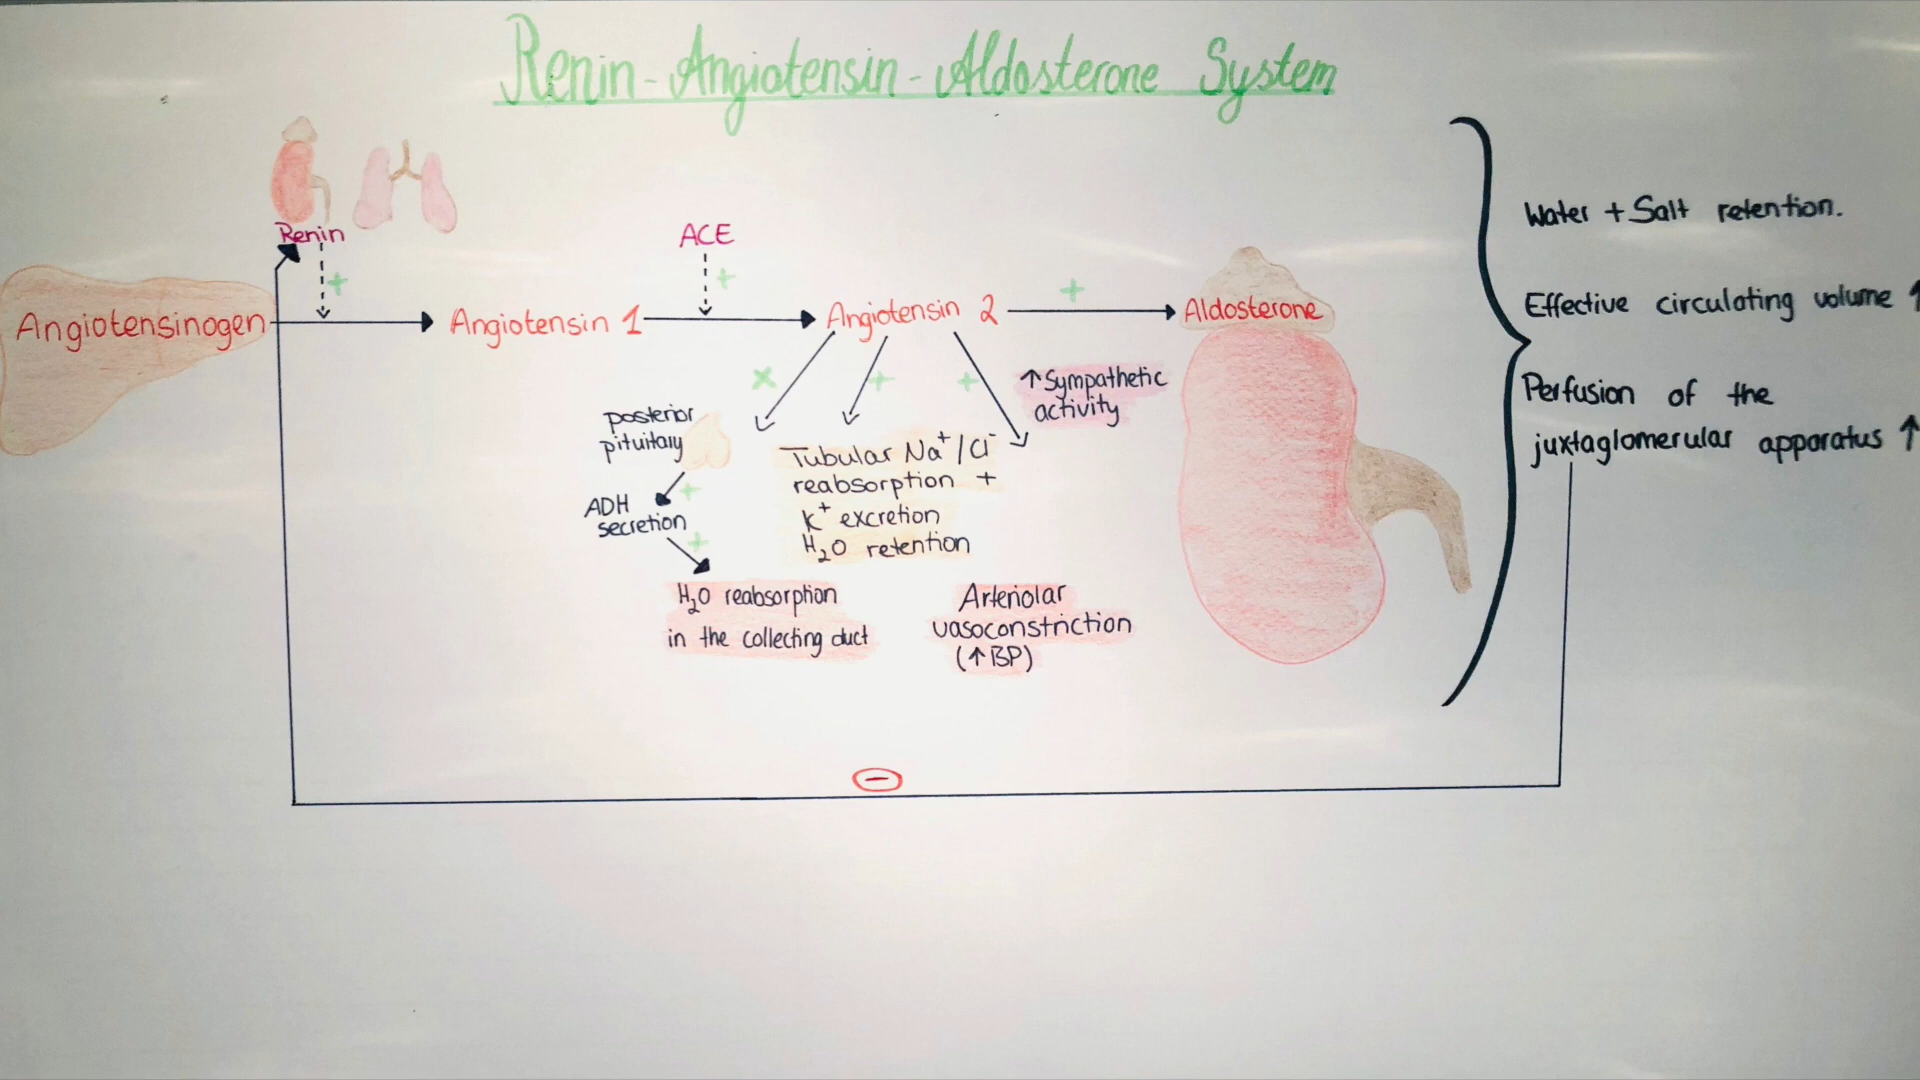 Renin-Angiotensin-Aldosterone System
Renin
+
ACE
+
Angiotensinogen
Angiotensin 1
Angiotensin 2
+
Aldosterone
x
+
+
↑ Sympathetic
activity
posterior
pituitary
+
ADH
secretion
+
H₂O reabsorption
in the collecting duct
Tubular Na⁺/Cl⁻
reabsorption +
K⁺ excretion
H₂O retention
Arteriolar
vasoconstriction
(↑ BP)
Water + Salt retention.
Effective circulating volume ↑
Perfusion of the
juxtaglomerular apparatus ↑
−